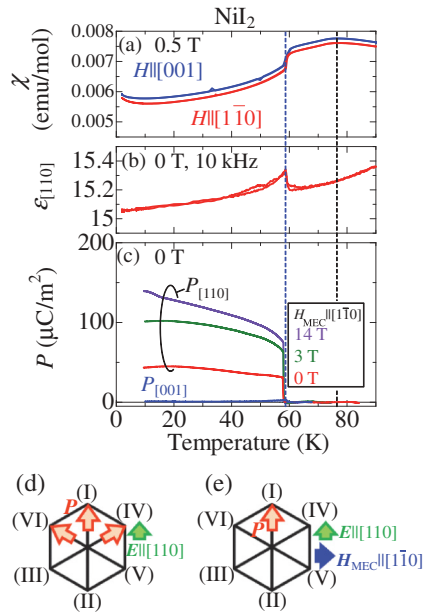 NiI₂
(a) 0.5 T
H||[001]
H||[11̅0]
χ (emu/mol)
0.008
0.007
0.006
0.005
(b) 0 T, 10 kHz
ε[110]
15.4
15.2
15
(c) 0 T
P (μC/m²)
200
100
0
P[110]
P[001]
H_MEC||[11̅0]
14 T
3 T
0 T
0 20 40 60 80
Temperature (K)
(d)
(I)
(VI) P (IV)
E||[110]
(III) (V)
(II)
(e)
(I)
(VI) P (IV)
E||[110]
H_MEC||[11̅0]
(III) (V)
(II)